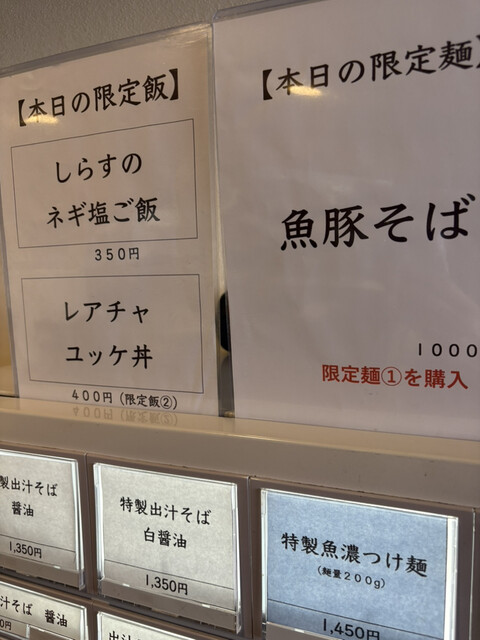 【本日の限定飯】
しらすの
ネギ塩ご飯
350円
レアチャ
ユッケ丼
400円（限定飯②）
【本日の限定麺】
魚豚そば
1000
限定麺①を購入
製出汁そば
醤油
1,350円
特製出汁そば
白醤油
1,350円
特製魚濃つけ麺
（麺量200g）
1,450円
汁そば 醤油